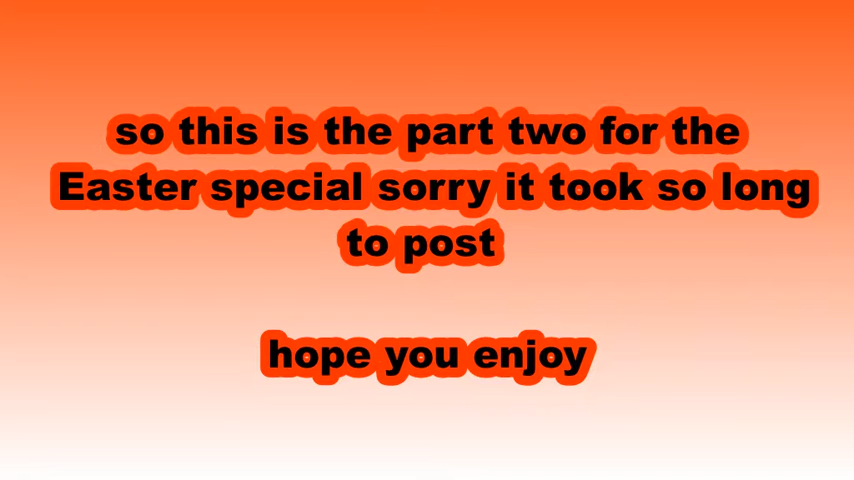 so this is the part two for the
Easter special sorry it took so long
to post
hope you enjoy